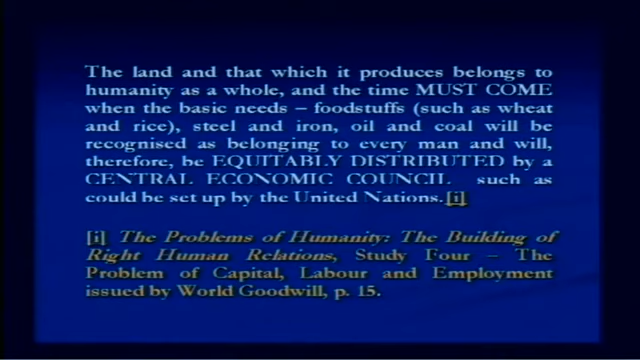 The land and that which it produces belongs to
humanity as a whole, and the time MUST COME
when the basic needs – foodstuffs (such as wheat
and rice), steel and iron, oil and coal will be
recognised as belonging to every man and will,
therefore, be EQUITABLY DISTRIBUTED by a
CENTRAL ECONOMIC COUNCIL such as
could be set up by the United Nations.[i]
[i] The Problems of Humanity: The Building of
Right Human Relations, Study Four – The
Problem of Capital, Labour and Employment
issued by World Goodwill, p. 15.